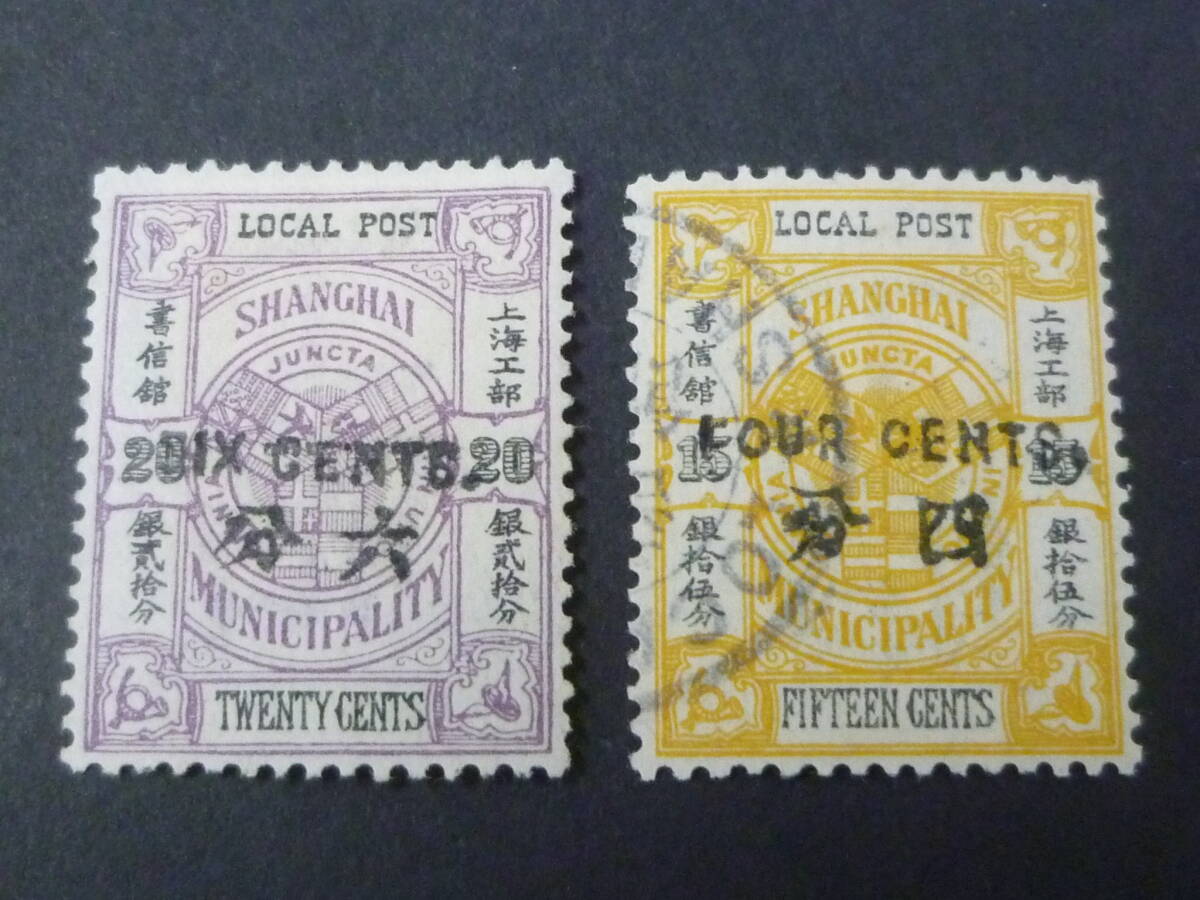 LOCAL POST
SHANGHAI
JUNCTA
書信館
上海工部
20
SIX CENTS.
20
分六
銀貳拾分
銀貳拾分
MUNICIPALITY
TWENTY CENTS
LOCAL POST
SHANGHAI
JUNCTA
書信館
上海工部
15
FOUR CENTS.
15
分四
銀拾伍分
銀拾伍分
MUNICIPALITY
FIFTEEN CENTS